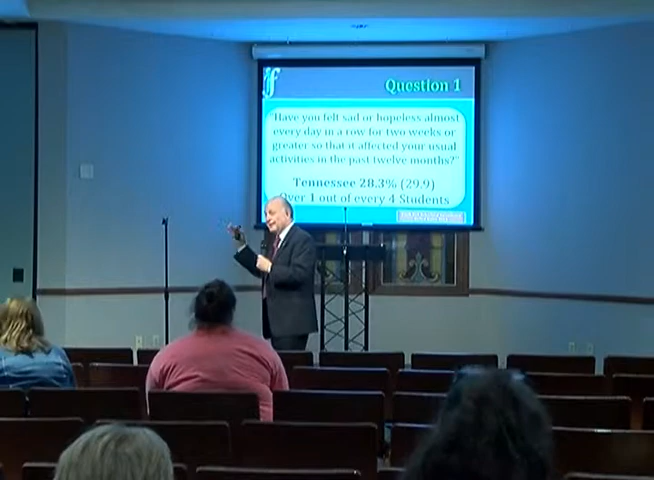 Question 1
Have you felt sad or hopeless almost
every day in a row for two weeks or
greater so that it affected your usual
activities in the past twelve months?"
Tennessee 28.3% (29.9)
Over 1 out of every 4 Students